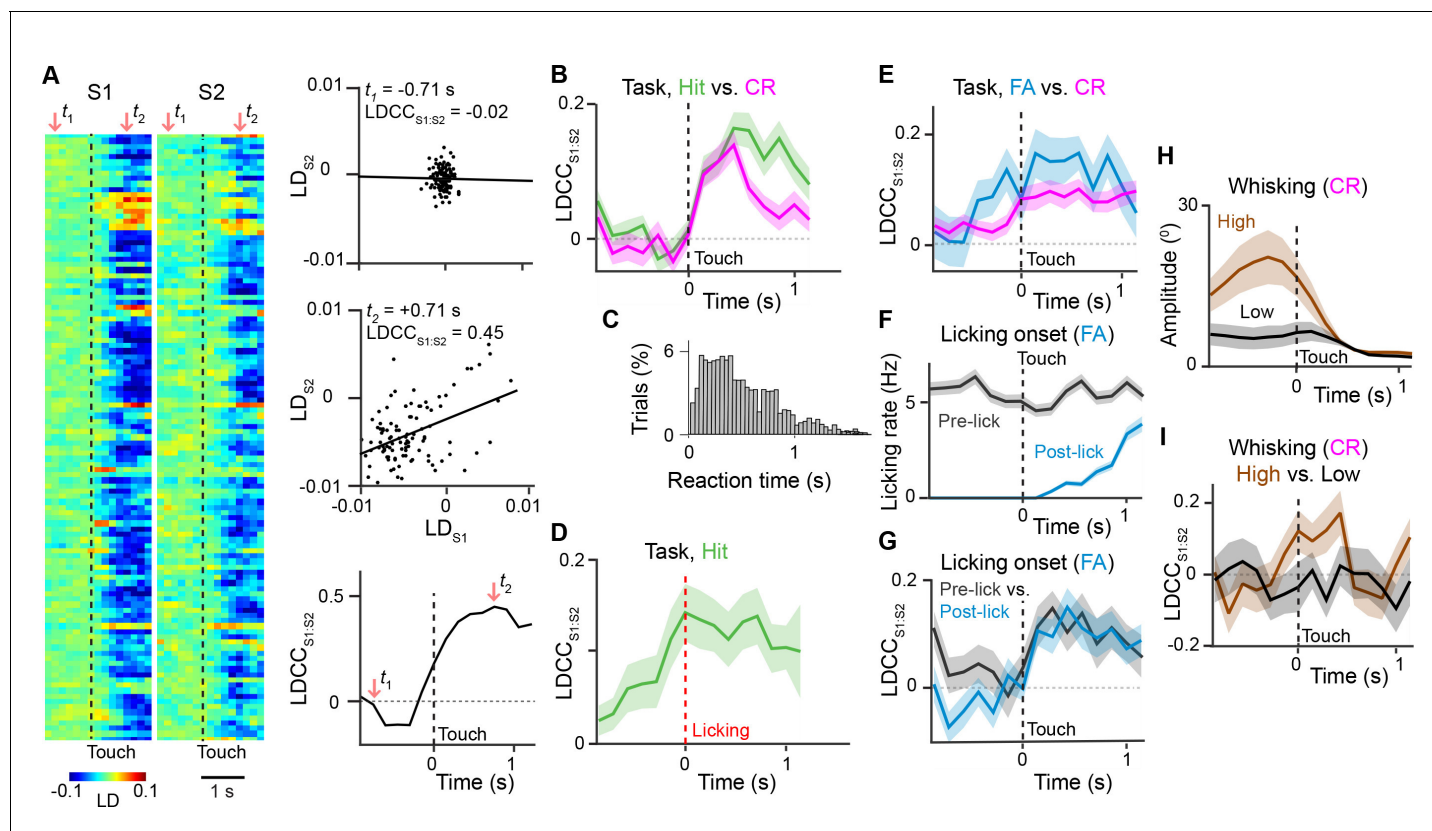 A
S1
S2
t1
t2
t1
t2
Touch
Touch
-0.1
0.1
LD
1 s
0.01
t1 = -0.71 s
LDCCS1:S2 = -0.02
LDS2
0
-0.01
0.01
t2 = +0.71 s
LDCCS1:S2 = 0.45
LDS2
0
-0.01
-0.01
0
0.01
LDS1
0.5
LDCCS1:S2
0
t1
t2
Touch
0
1
Time (s)
B
Task, Hit vs. CR
0.2
LDCCS1:S2
0
Touch
0
1
Time (s)
C
6
Trials (%)
0
0
1
Reaction time (s)
D
Task, Hit
0.2
LDCCS1:S2
0
Licking
0
1
Time (s)
E
Task, FA vs. CR
0.2
LDCCS1:S2
0
Touch
0
1
Time (s)
F
Licking onset (FA)
Touch
Licking rate (Hz)
5
0
Pre-lick
Post-lick
0
1
Time (s)
G
Licking onset (FA)
0.2
Pre-lick vs.
Post-lick
LDCCS1:S2
0
Touch
0
1
Time (s)
H
Whisking (CR)
30
High
Amplitude (0)
Low
0
Touch
0
1
Time (s)
I
Whisking (CR)
High vs. Low
0.2
LDCCS1:S2
0
-0.2
Touch
0
1
Time (s)